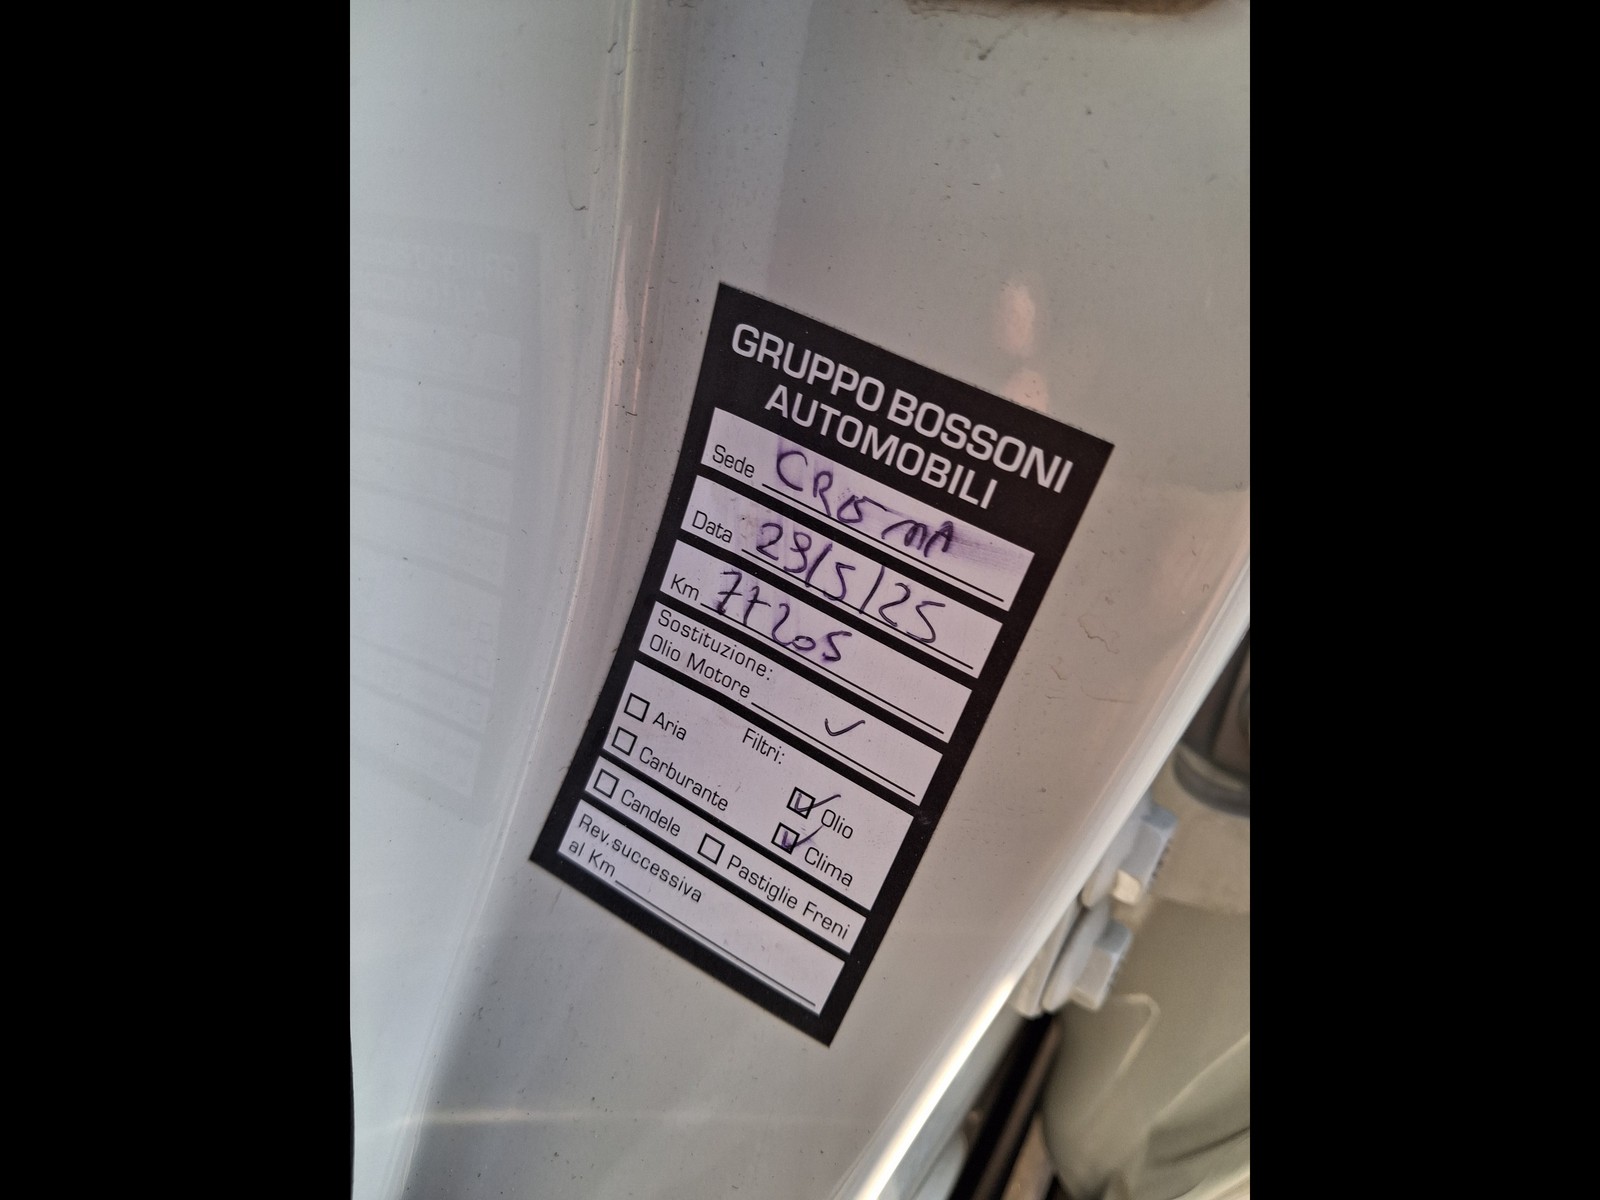 GRUPPO BOSSONI
AUTOMOBILI
Sede CREMA
Data 23/5/25
Km 77205
Sostituzione:
Olio Motore ✓
Filtri:
☐ Aria ☑ Olio
☐ Carburante ☑ Clima
☐ Candele ☐ Pastiglie Freni
Rev.successiva
al Km